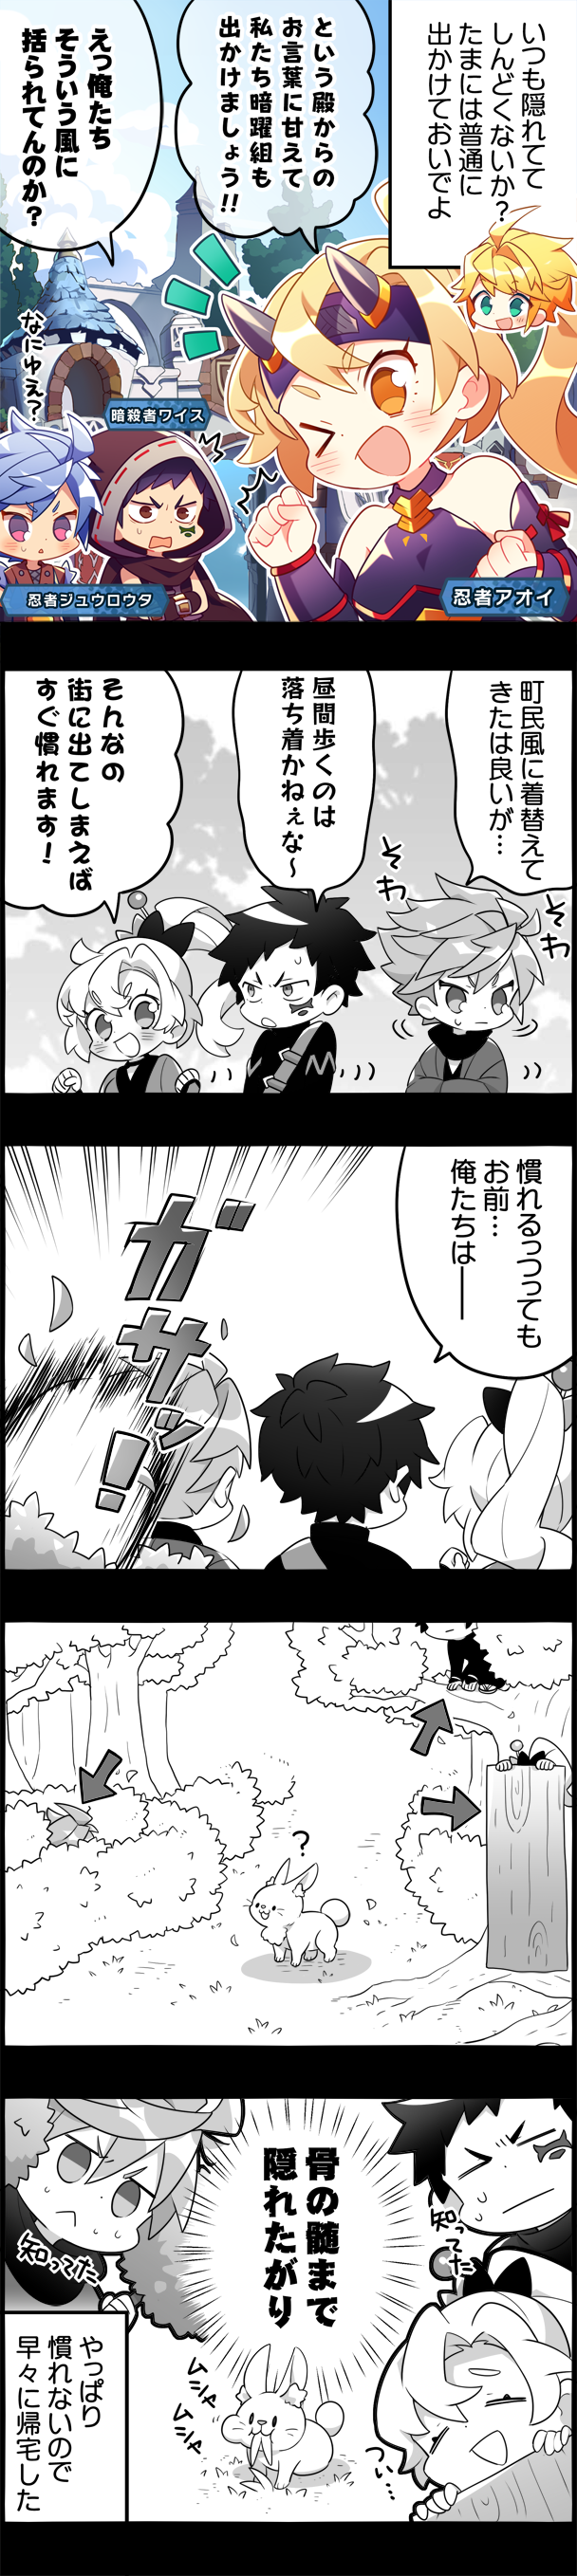 いつも隠れてて
しんどくないか？
たまには普通に
出かけておいでよ
という殿からの
お言葉に甘えて
私たち暗躍組も
出かけましょう!!
えっ俺たち
そういう風に
括られてんのか？
なにゆえ？
暗殺者ワイス
忍者ジュウロウタ
忍者アオイ
町民風に着替えて
きたは良いが…
そわ
そわ
昼間歩くのは
落ち着かねぇな～
そんなの
街に出てしまえば
すぐ慣れます！
慣れるっつっても
お前…
俺たちは――
ガサッ！
？
骨の髄まで
隠れたがり
知ってた
知ってた
つい…
ムシャ
ムシャ
やっぱり
慣れないので
早々に帰宅した